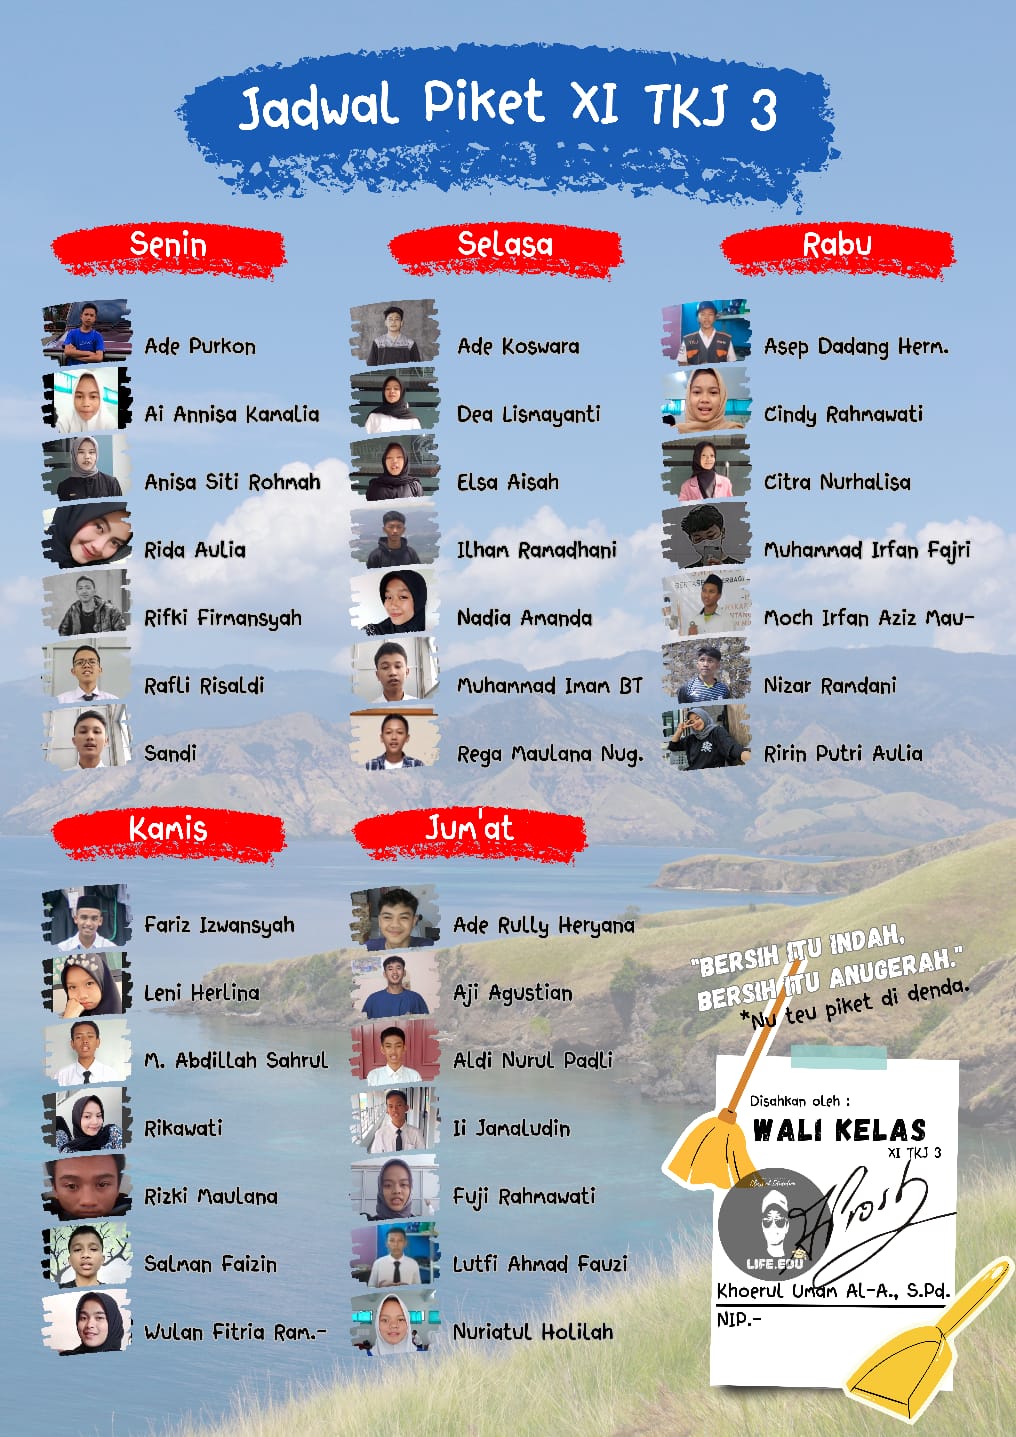 Jadwal Piket XI TKJ 3
Senin
Ade Purkon
Ai Annisa Kamalia
Anisa Siti Rohmah
Rida Aulia
Rifki Firmansyah
Rafli Risaldi
Sandi
Selasa
Ade Koswara
Dea Lismayanti
Elsa Aisah
Ilham Ramadhani
Nadia Amanda
Muhammad Imam BT
Rega Maulana Nug.
Rabu
Asep Dadang Herm.
Cindy Rahmawati
Citra Nurhalisa
Muhammad Irfan Fajri
Moch Irfan Aziz Mau-
Nizar Ramdani
Ririn Putri Aulia
Kamis
Fariz Izwansyah
Leni Herlina
M. Abdillah Sahrul
Rikawati
Rizki Maulana
Salman Faizin
Wulan Fitria Ram.-
Jum'at
Ade Rully Heryana
Aji Agustian
Aldi Nurul Padli
Ii Jamaludin
Fuji Rahmawati
Lutfi Ahmad Fauzi
Nuriatul Holilah
"BERSIH ITU INDAH,
BERSIH ITU ANUGERAH."
*Nu teu piket di denda.
Disahkan oleh :
WALI KELAS
XI TKJ 3
LIFE.EDU
Khoerul Umam Al-A., S.Pd.
NIP.-